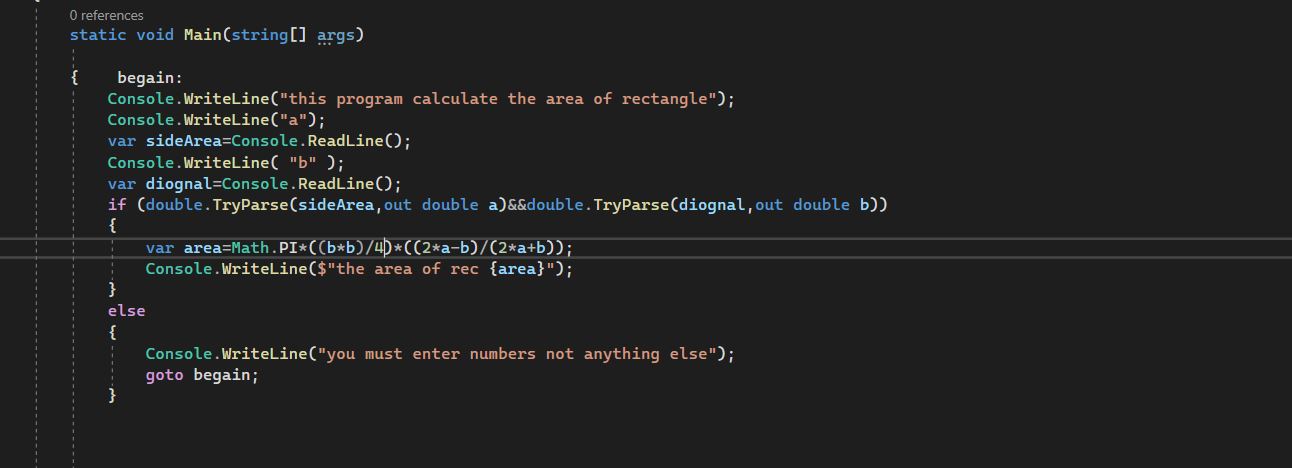 0 references
static void Main(string[] args)
{    begain:
Console.WriteLine("this program calculate the area of rectangle");
Console.WriteLine("a");
var sideArea=Console.ReadLine();
Console.WriteLine( "b" );
var diognal=Console.ReadLine();
if (double.TryParse(sideArea,out double a)&&double.TryParse(diognal,out double b))
{
var area=Math.PI*((b*b)/4)*((2*a-b)/(2*a+b));
Console.WriteLine($"the area of rec {area}");
}
else
{
Console.WriteLine("you must enter numbers not anything else");
goto begain;
}